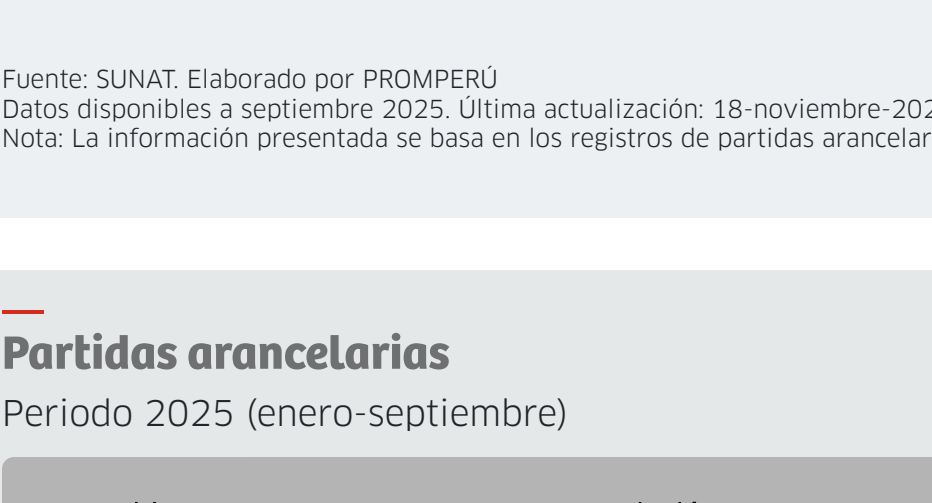 Fuente: SUNAT. Elaborado por PROMPERÚ
Datos disponibles a septiembre 2025. Última actualización: 18-noviembre-202
Nota: La información presentada se basa en los registros de partidas arancelar
Partidas arancelarias
Periodo 2025 (enero-septiembre)